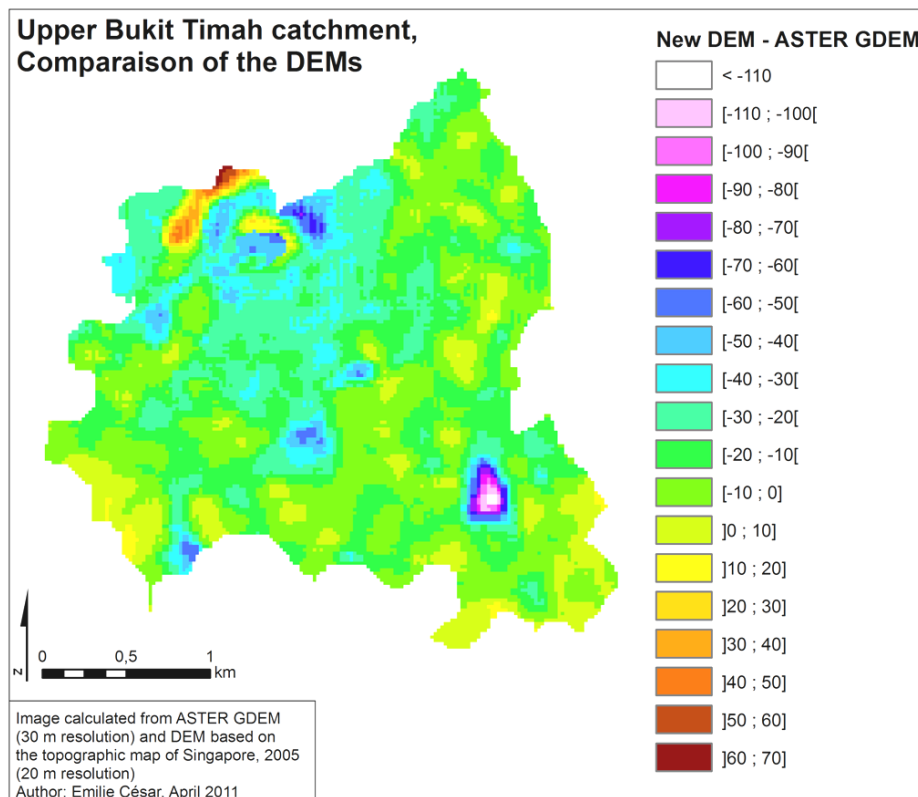 Upper Bukit Timah catchment,
Comparaison of the DEMs
New DEM - ASTER GDEM
< -110
[-110 ; -100[
[-100 ; -90[
[-90 ; -80[
[-80 ; -70[
[-70 ; -60[
[-60 ; -50[
[-50 ; -40[
[-40 ; -30[
[-30 ; -20[
[-20 ; -10[
[-10 ; 0]
]0 ; 10]
]10 ; 20]
]20 ; 30]
]30 ; 40]
]40 ; 50]
]50 ; 60]
]60 ; 70]
N
0 0,5 1
km
Image calculated from ASTER GDEM
(30 m resolution) and DEM based on
the topographic map of Singapore, 2005
(20 m resolution)
Author: Emilie César, April 2011